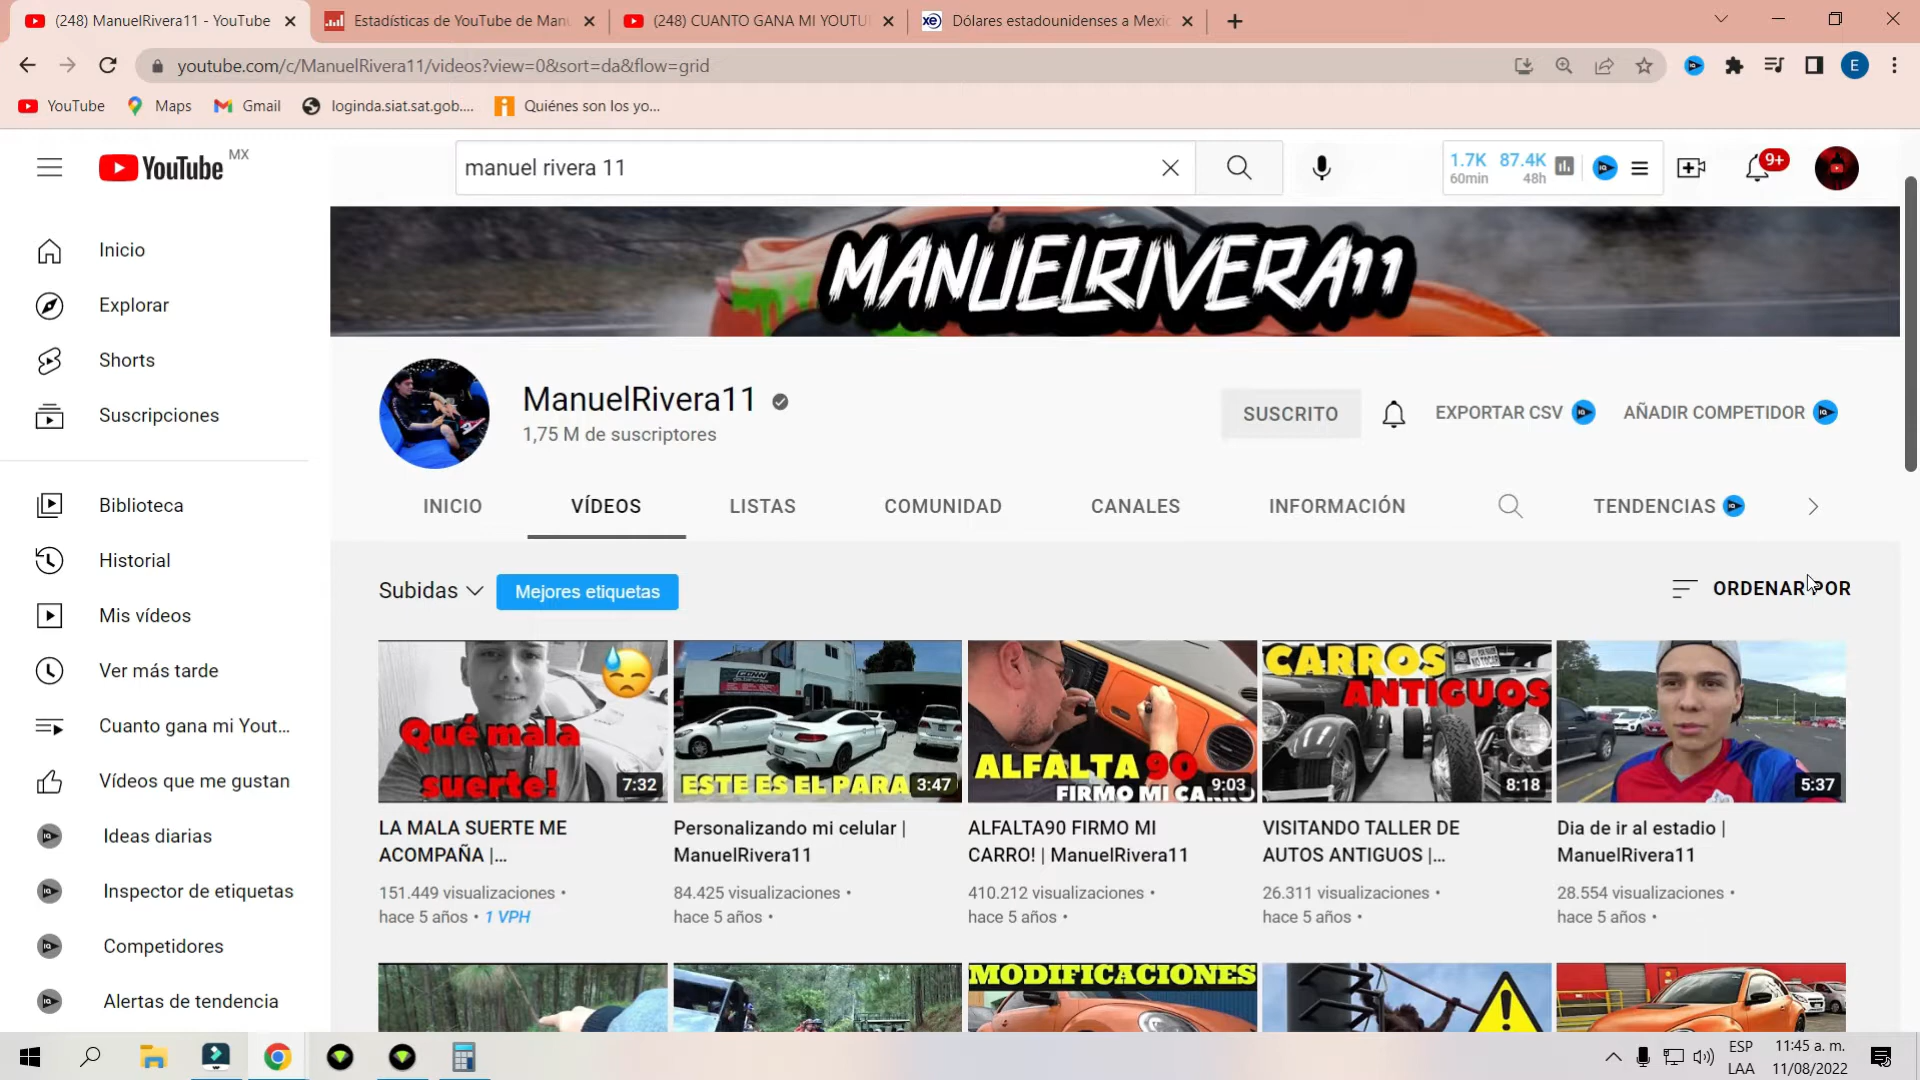 (248) ManuelRivera11 - YouTube
Estadísticas de YouTube de Manu
(248) CUANTO GANA MI YOUTU
Dólares estadounidenses a Mexic
youtube.com/c/ManuelRivera11/videos?view=0&sort=da&flow=grid
E
YouTube
Maps
Gmail
loginda.siat.sat.gob....
Quiénes son los yo...
YouTube MX
manuel rivera 11
1.7K 87.4K
60min 48h
9+
Inicio
Explorar
Shorts
Suscripciones
Biblioteca
Historial
Mis vídeos
Ver más tarde
Cuanto gana mi Yout...
Vídeos que me gustan
Ideas diarias
Inspector de etiquetas
Competidores
Alertas de tendencia
MANUELRIVERA11
ManuelRivera11
1,75 M de suscriptores
SUSCRITO
EXPORTAR CSV
AÑADIR COMPETIDOR
INICIO
VÍDEOS
LISTAS
COMUNIDAD
CANALES
INFORMACIÓN
TENDENCIAS
Subidas
Mejores etiquetas
ORDENAR POR
Qué mala
suerte!
7:32
ESTE ES EL PARA
3:47
ALFALTA 90
FIRMO MI CARRO
9:03
CARROS
ANTIGUOS
8:18
5:37
LA MALA SUERTE ME
ACOMPAÑA |...
151.449 visualizaciones •
hace 5 años • 1 VPH
Personalizando mi celular |
ManuelRivera11
84.425 visualizaciones •
hace 5 años •
ALFALTA90 FIRMO MI
CARRO! | ManuelRivera11
410.212 visualizaciones •
hace 5 años •
VISITANDO TALLER DE
AUTOS ANTIGUOS |...
26.311 visualizaciones •
hace 5 años •
Dia de ir al estadio |
ManuelRivera11
28.554 visualizaciones •
hace 5 años •
MODIFICACIONES
ESP
LAA
11:45 a. m.
11/08/2022